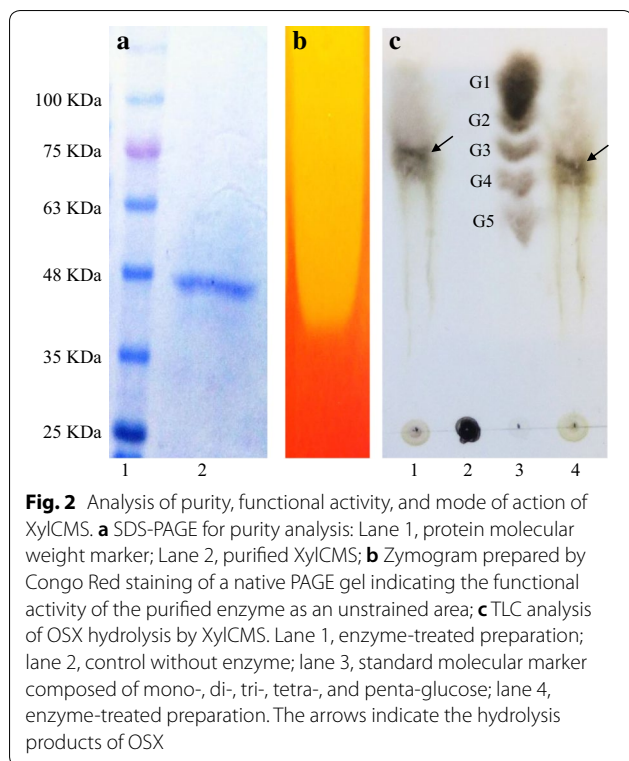 a
b
c
100 KDa
75 KDa
63 KDa
48 KDa
35 KDa
25 KDa
1 2
G1
G2
G3
G4
G5
1 2 3 4
Fig. 2 Analysis of purity, functional activity, and mode of action of
XylCMS. a SDS-PAGE for purity analysis: Lane 1, protein molecular
weight marker; Lane 2, purified XylCMS; b Zymogram prepared by
Congo Red staining of a native PAGE gel indicating the functional
activity of the purified enzyme as an unstrained area; c TLC analysis
of OSX hydrolysis by XylCMS. Lane 1, enzyme-treated preparation;
lane 2, control without enzyme; lane 3, standard molecular marker
composed of mono-, di-, tri-, tetra-, and penta-glucose; lane 4,
enzyme-treated preparation. The arrows indicate the hydrolysis
products of OSX